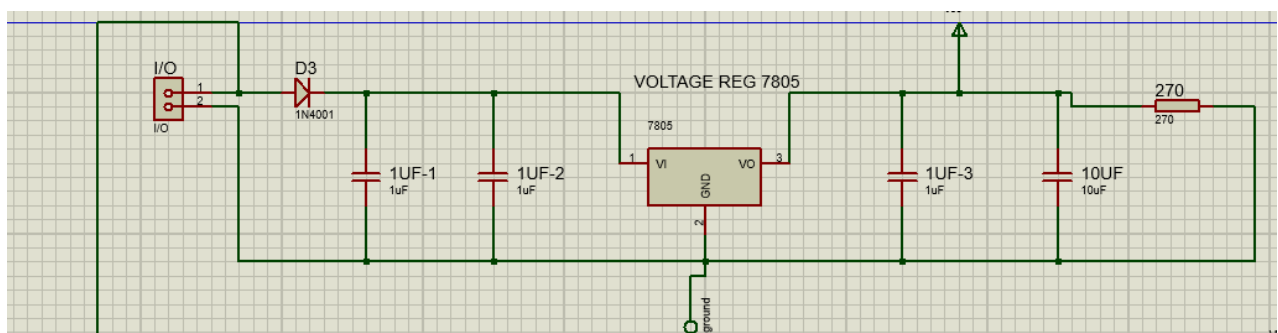 I/O
1
2
I/O
D3
1N4001
1UF-1
1uF
1UF-2
1uF
VOLTAGE REG 7805
7805
1
VI
VO
3
GND
2
ground
1UF-3
1uF
10UF
10uF
270
270